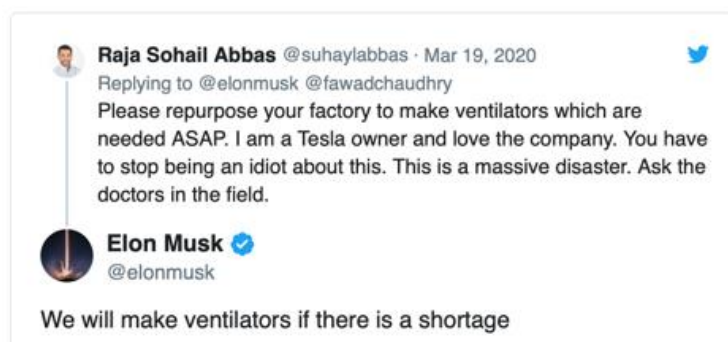 Raja Sohail Abbas @suhaylabbas · Mar 19, 2020
Replying to @elonmusk @fawadchaudhry
Please repurpose your factory to make ventilators which are
needed ASAP. I am a Tesla owner and love the company. You have
to stop being an idiot about this. This is a massive disaster. Ask the
doctors in the field.
Elon Musk
@elonmusk
We will make ventilators if there is a shortage